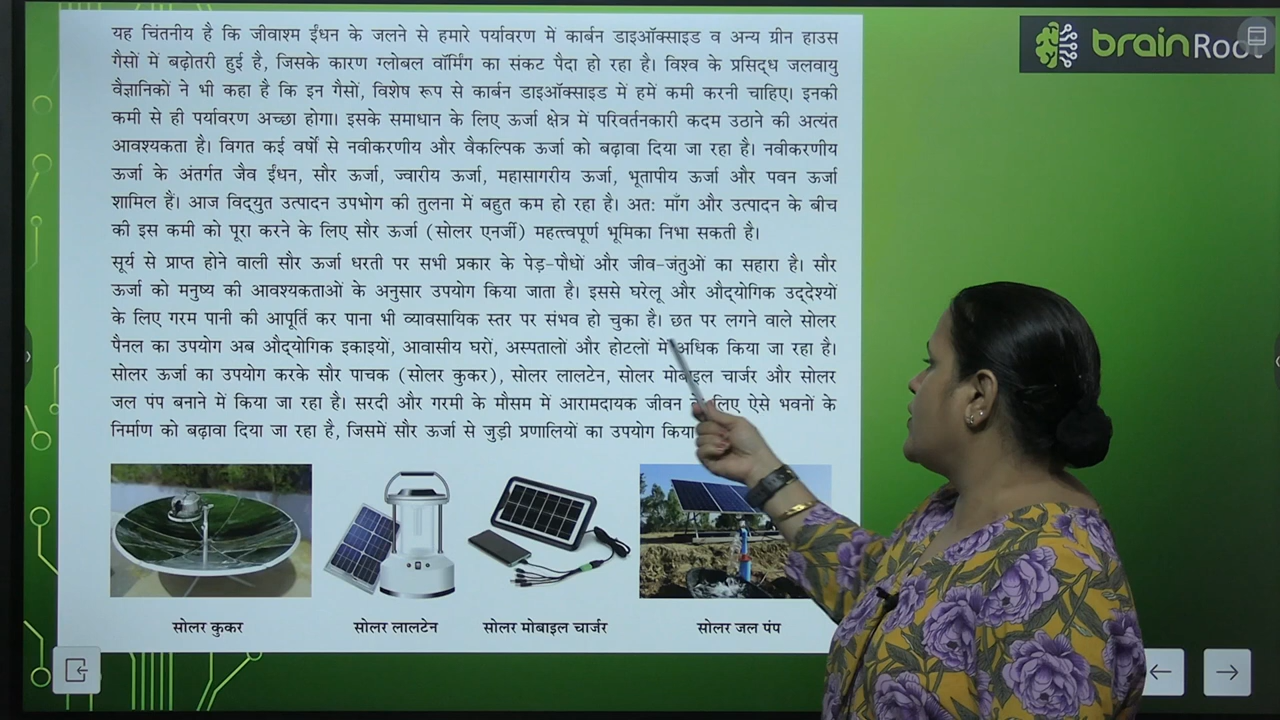 यह चिंतनीय है कि जीवाश्म ईंधन के जलने से हमारे पर्यावरण में कार्बन डाइऑक्साइड व अन्य ग्रीन हाउस
गैसों में बढ़ोतरी हुई है, जिसके कारण ग्लोबल वॉर्मिंग का संकट पैदा हो रहा है। विश्व के प्रसिद्ध जलवायु
वैज्ञानिकों ने भी कहा है कि इन गैसों, विशेष रूप से कार्बन डाइऑक्साइड में हमें कमी करनी चाहिए। इनकी
कमी से ही पर्यावरण अच्छा होगा। इसके समाधान के लिए ऊर्जा क्षेत्र में परिवर्तनकारी कदम उठाने की अत्यंत
आवश्यकता है। विगत कई वर्षों से नवीकरणीय और वैकल्पिक ऊर्जा को बढ़ावा दिया जा रहा है। नवीकरणीय
ऊर्जा के अंतर्गत जैव ईंधन, सौर ऊर्जा, ज्वारीय ऊर्जा, महासागरीय ऊर्जा, भूतापीय ऊर्जा और पवन ऊर्जा
शामिल हैं। आज विद्युत उत्पादन उपभोग की तुलना में बहुत कम हो रहा है। अत: माँग और उत्पादन के बीच
की इस कमी को पूरा करने के लिए सौर ऊर्जा (सोलर एनर्जी) महत्त्वपूर्ण भूमिका निभा सकती है।
सूर्य से प्राप्त होने वाली सौर ऊर्जा धरती पर सभी प्रकार के पेड़-पौधों और जीव-जंतुओं का सहारा है। सौर
ऊर्जा को मनुष्य की आवश्यकताओं के अनुसार उपयोग किया जाता है। इससे घरेलू और औद्योगिक उद्देश्यों
के लिए गरम पानी की आपूर्ति कर पाना भी व्यावसायिक स्तर पर संभव हो चुका है। छत पर लगने वाले सोलर
पैनल का उपयोग अब औद्योगिक इकाइयों, आवासीय घरों, अस्पतालों और होटलों में अधिक किया जा रहा है।
सोलर ऊर्जा का उपयोग करके सौर पाचक (सोलर कुकर), सोलर लालटेन, सोलर मोबाइल चार्जर और सोलर
जल पंप बनाने में किया जा रहा है। सरदी और गरमी के मौसम में आरामदायक जीवन के लिए ऐसे भवनों के
निर्माण को बढ़ावा दिया जा रहा है, जिसमें सौर ऊर्जा से जुड़ी प्रणालियों का उपयोग किया
सोलर कुकर
सोलर लालटेन
सोलर मोबाइल चार्जर
सोलर जल पंप
brainRoot